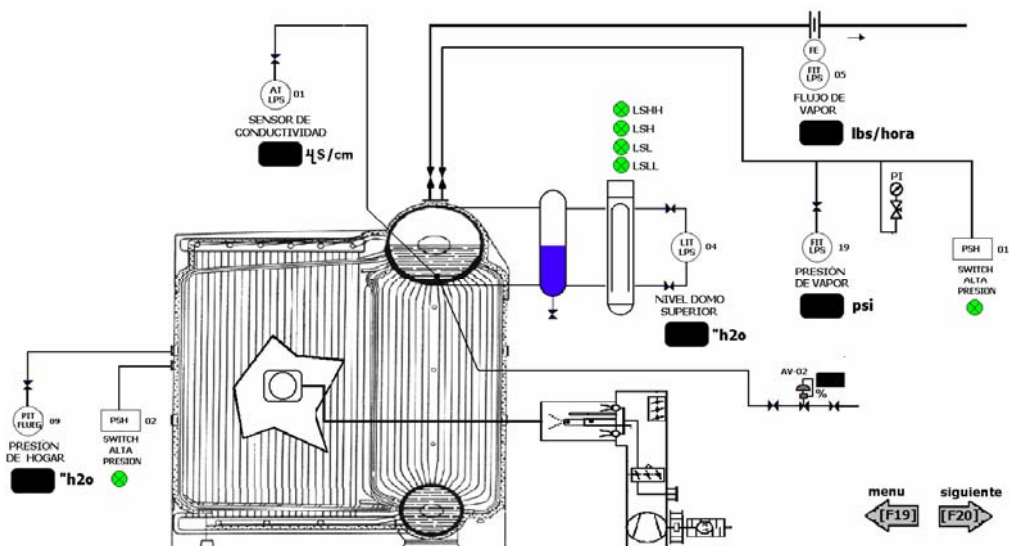 AT
LPS
01
SENSOR DE
CONDUCTIVIDAD
µS/cm
FE
FIT
LPS
05
FLUJO DE
VAPOR
lbs/hora
LSHH
LSH
LSL
LSLL
LIT
LPS
04
NIVEL DOMO
SUPERIOR
"h2o
FIT
LPS
19
PRESIÓN
DE VAPOR
psi
PI
PSH
01
SWITCH
ALTA
PRESION
AV-02
%
PIT
FLUEG
09
PRESIÓN
DE HOGAR
"h2o
PSH
02
SWITCH
ALTA
PRESION
menu
[F19]
siguiente
[F20]